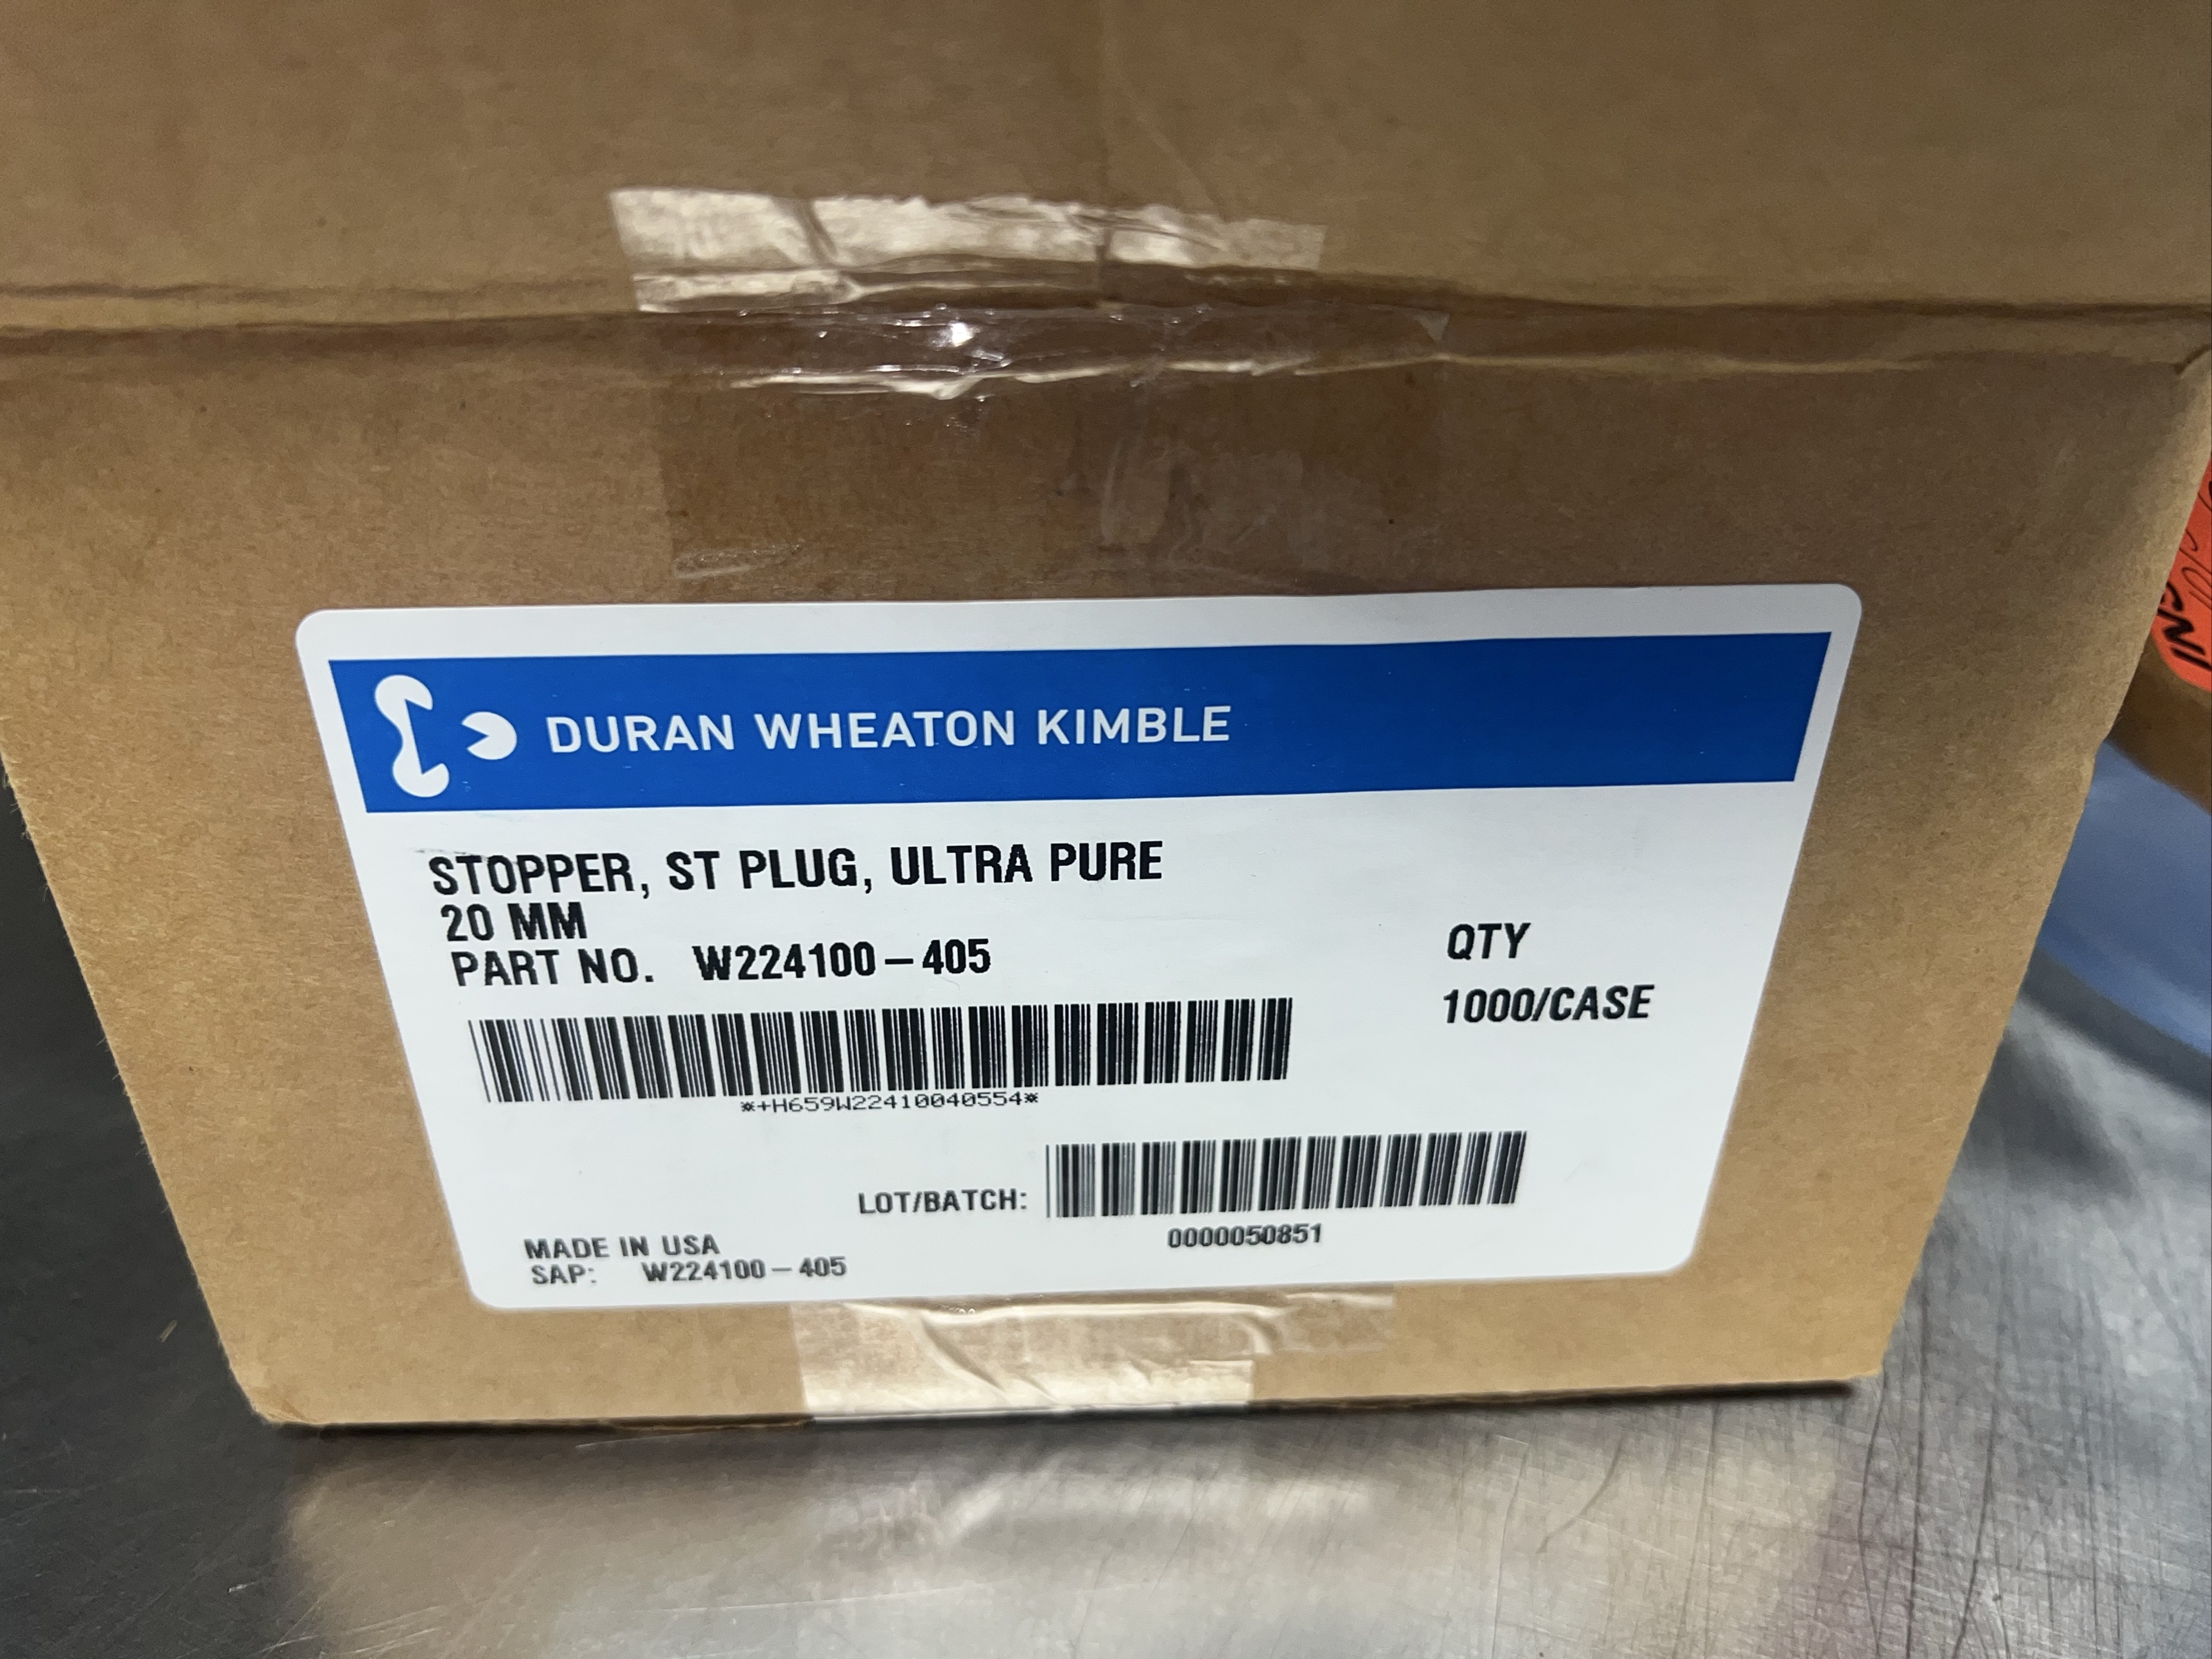 DURAN WHEATON KIMBLE
STOPPER, ST PLUG, ULTRA PURE
20 MM
PART NO. W224100-405
QTY
1000/CASE
*+H659W22410040554*
LOT/BATCH:
0000050851
MADE IN USA
SAP: W224100-405